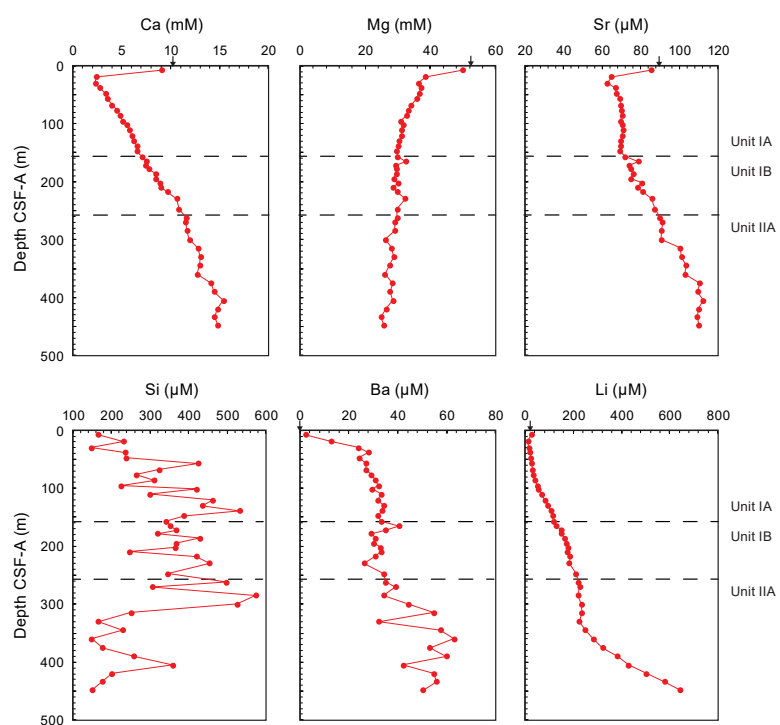 Ca (mM) Mg (mM) Sr (µM)
0 5 10 15 20 0 20 40 60 20 40 60 80 100 120
0
100
Unit IA
Unit IB
200
Unit IIA
300
400
500
Depth CSF-A (m)
Si (µM) Ba (µM) Li (µM)
100 200 300 400 500 600 0 20 40 60 80 0 200 400 600 800
0
100
Unit IA
Unit IB
200
Unit IIA
300
400
500
Depth CSF-A (m)